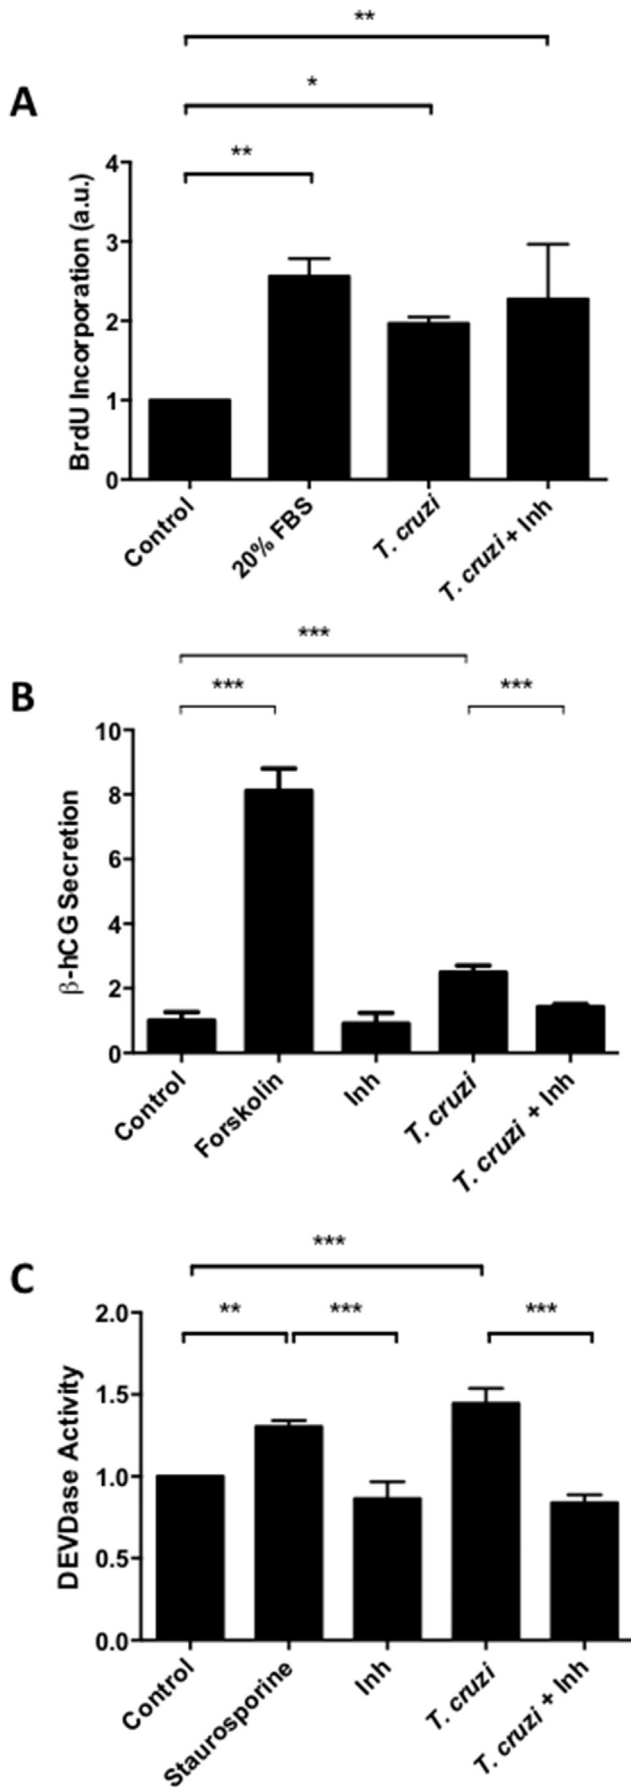 **
A
*
**
BrdU Incorporation (a.u.)
4
3
2
1
0
Control
20% FBS
T. cruzi
T. cruzi + Inh
***
B
***
***
β-hCG Secretion
10
8
6
4
2
0
Control
Forskolin
Inh
T. cruzi
T. cruzi + Inh
C
***
**
***
***
DEVDase Activity
2.0
1.5
1.0
0.5
0.0
Control
Staurosporine
Inh
T. cruzi
T. cruzi + Inh